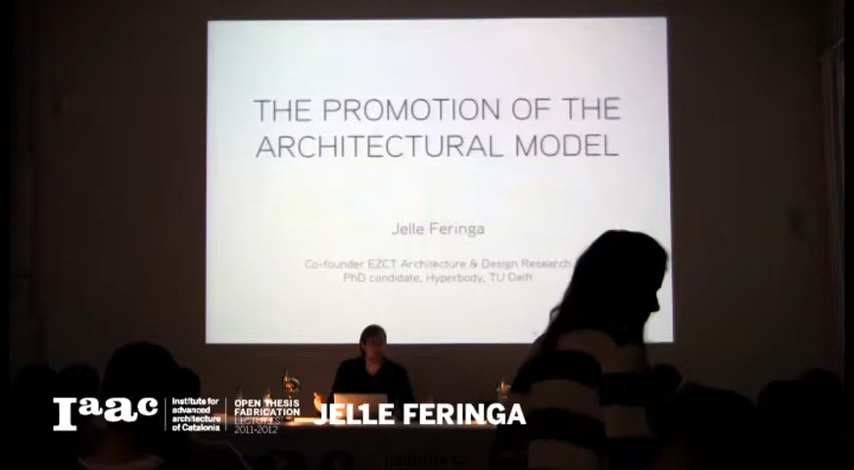 THE PROMOTION OF THE
ARCHITECTURAL MODEL
Jelle Feringa
Co-founder EZCT Architecture & Design Research
PhD candidate, Hyperbody, TU Delft
Iaac
Institute for
advanced
architecture
of Catalonia
OPEN THESIS
FABRICATION
LECTURES
2011-2012
JELLE FERINGA